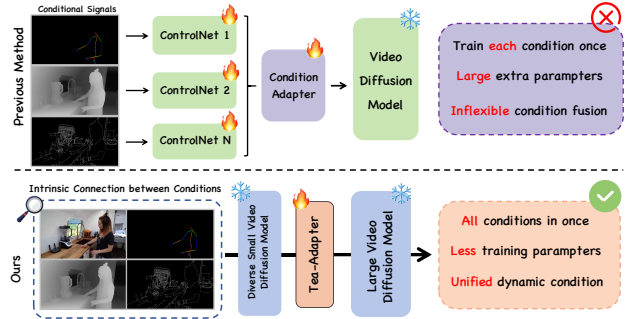 Conditional Signals
Previous Method
ControlNet 1
ControlNet 2
ControlNet N
Condition
Adapter
Video
Diffusion
Model
Train each condition once
Large extra parampters
Inflexible condition fusion
Intrinsic Connection between Conditions
Ours
Diverse Small Video
Diffusion Model
Tea-Adapter
Large Video
Diffusion Model
All conditions in once
Less training parampters
Unified dynamic condition